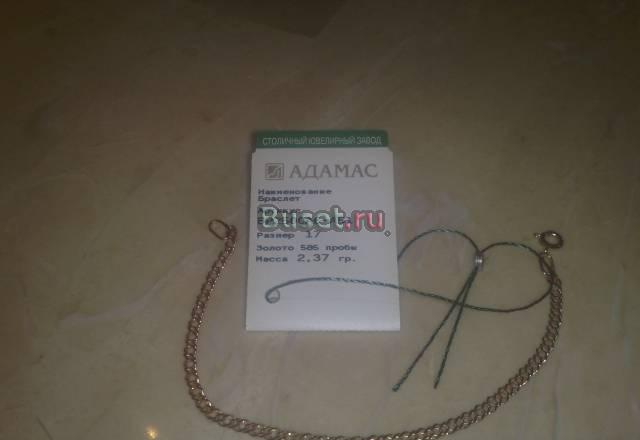 СТОЛИЧНЫЙ ЮВЕЛИРНЫЙ ЗАВОД
АДАМАС
Наименование
Браслет
Buset.ru
Размер 17
Золото 585 пробы
Масса 2,37 гр.